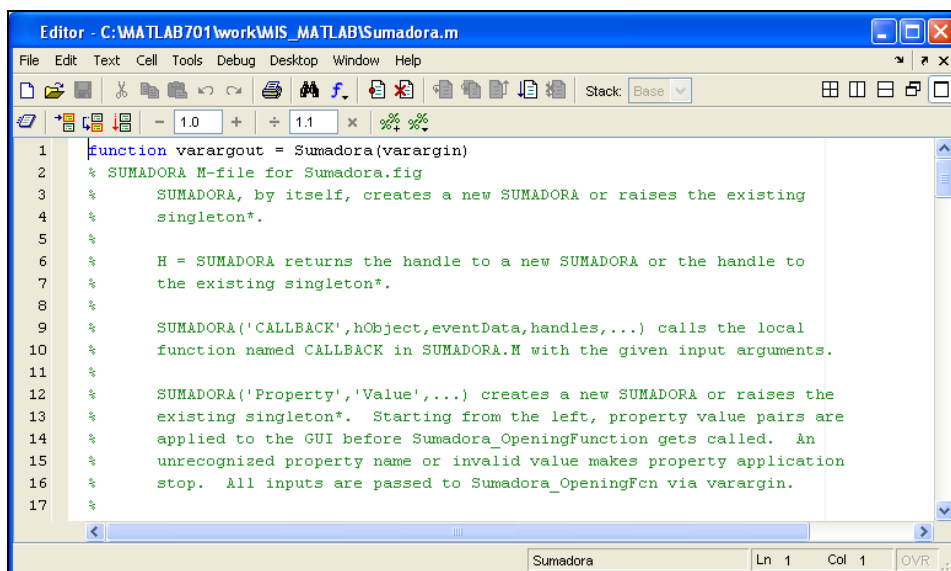 Editor - C:\MATLAB701\work\MIS_MATLAB\Sumadora.m
File Edit Text Cell Tools Debug Desktop Window Help
Stack: Base
1.0 1.1
1 function varargout = Sumadora(varargin)
2 % SUMADORA M-file for Sumadora.fig
3 % SUMADORA, by itself, creates a new SUMADORA or raises the existing
4 % singleton*.
5 %
6 % H = SUMADORA returns the handle to a new SUMADORA or the handle to
7 % the existing singleton*.
8 %
9 % SUMADORA('CALLBACK',hObject,eventData,handles,...) calls the local
10 % function named CALLBACK in SUMADORA.M with the given input arguments.
11 %
12 % SUMADORA('Property','Value',...) creates a new SUMADORA or raises the
13 % existing singleton*. Starting from the left, property value pairs are
14 % applied to the GUI before Sumadora_OpeningFunction gets called. An
15 % unrecognized property name or invalid value makes property application
16 % stop. All inputs are passed to Sumadora_OpeningFcn via varargin.
17 %
Sumadora Ln 1 Col 1 OVR